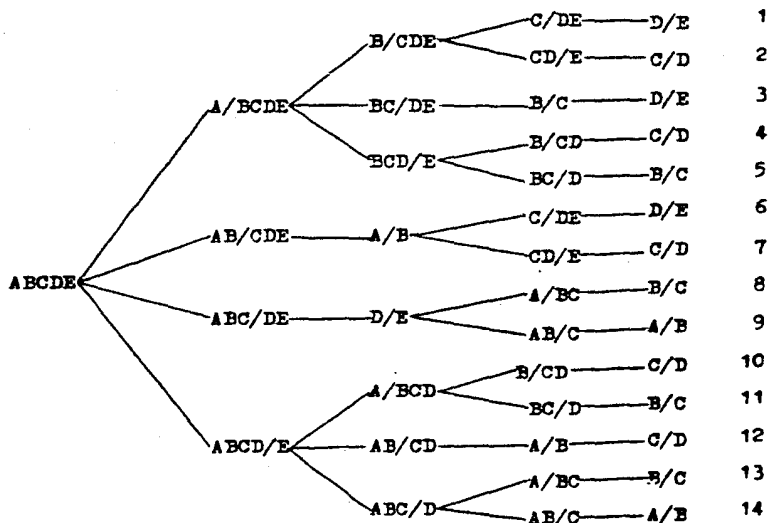 C/DE D/E 1
B/CDE
CD/E C/D 2
A/BCDE BC/DE B/C D/E 3
B/CD C/D 4
BCD/E
BC/D B/C 5
C/DE D/E 6
AB/CDE A/B
CD/E C/D 7
ABCDE
A/BC B/C 8
ABC/DE D/E
AB/C A/B 9
B/CD C/D 10
A/BCD
BC/D B/C 11
ABCD/E AB/CD A/B C/D 12
A/BC B/C 13
ABC/D
AB/C A/B 14